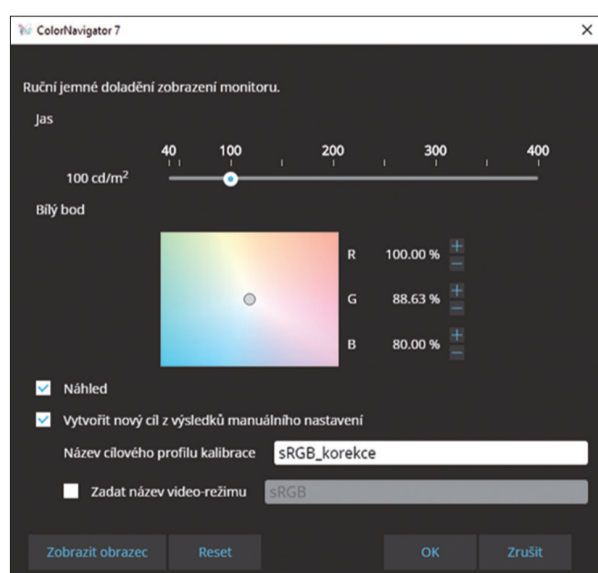 ColorNavigator 7
Ruční jemné doladění zobrazení monitoru.
Jas
40 100 200 300 400
100 cd/m²
Bílý bod
R 100.00 % + −
G 88.63 % + −
B 80.00 % + −
Náhled
Vytvořit nový cíl z výsledků manuálního nastavení
Název cílového profilu kalibrace sRGB_korekce
Zadat název video-režimu sRGB
Zobrazit obrazec Reset OK Zrušit